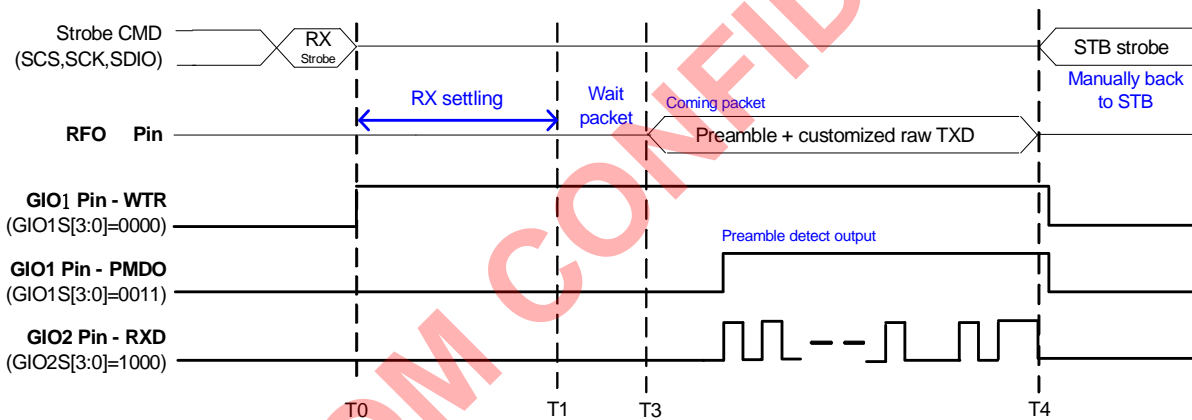 Strobe CMD
(SCS,SCK,SDIO)
RX
Strobe
STB strobe
Manually back
to STB
RX settling
Wait
packet
Coming packet
RFO Pin
Preamble + customized raw TXD
GIO1 Pin - WTR
(GIO1S[3:0]=0000)
Preamble detect output
GIO1 Pin - PMDO
(GIO1S[3:0]=0011)
GIO2 Pin - RXD
(GIO2S[3:0]=1000)
T0
T1
T3
T4
OM CONFID